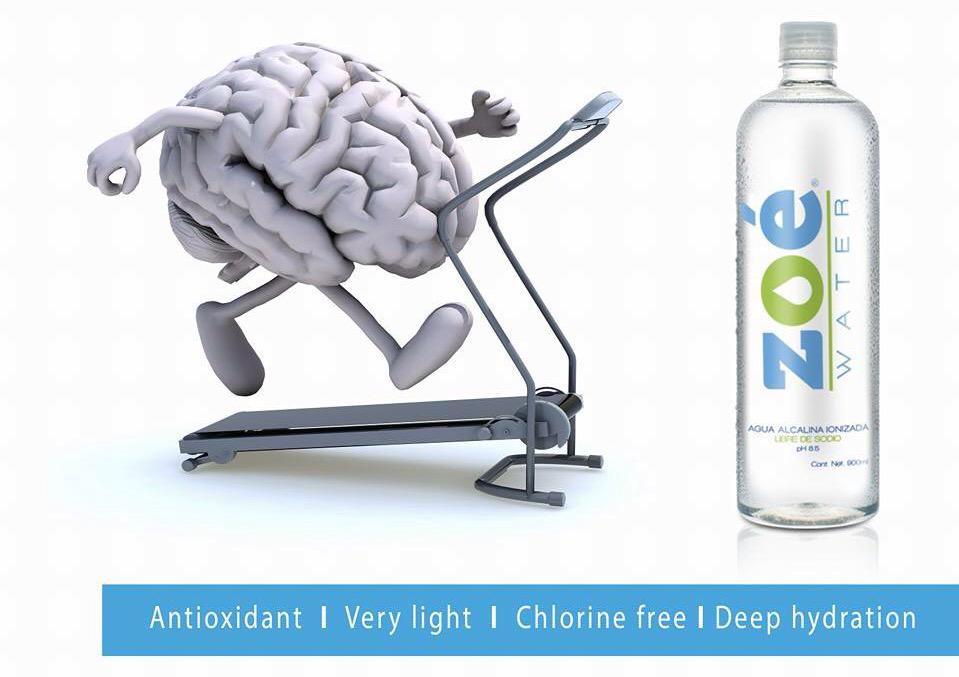 zoé®
WATER
AGUA ALCALINA IONIZADA
LIBRE DE SODIO
pH 8.5
Cont. Net. 900ml
Antioxidant I Very light I Chlorine free I Deep hydration